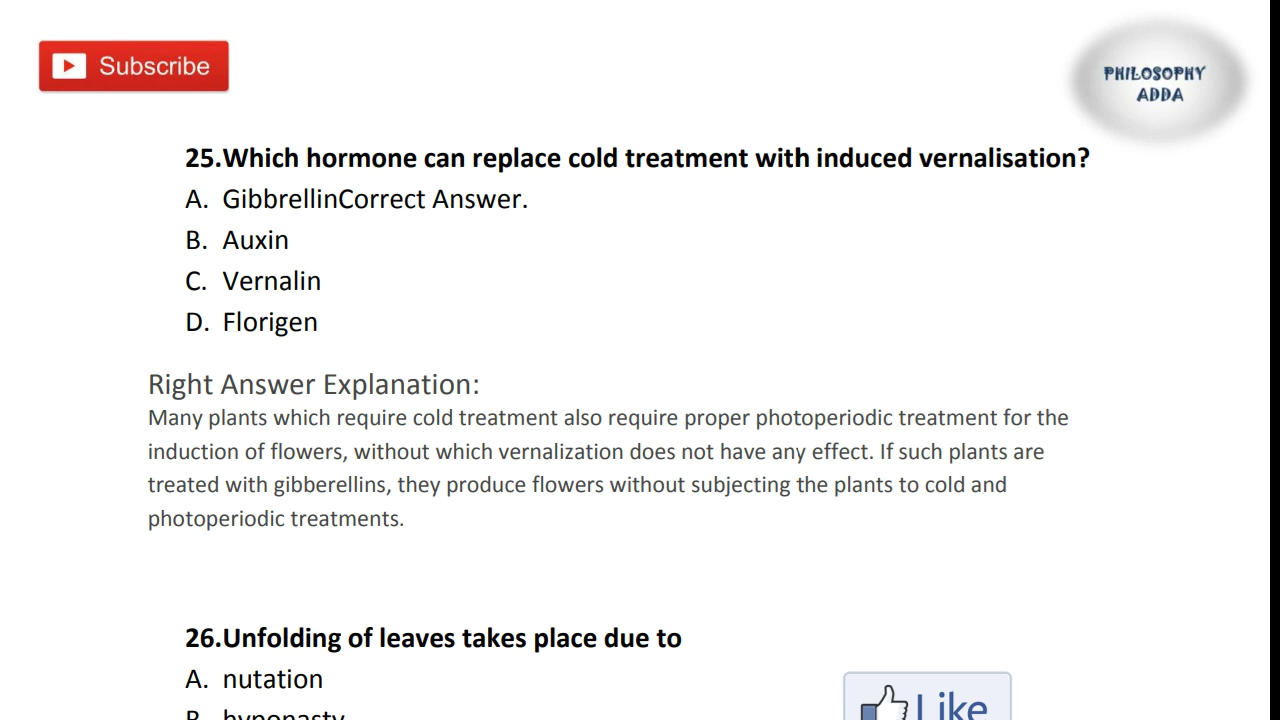 Subscribe
PHILOSOPHY
ADDA
25.Which hormone can replace cold treatment with induced vernalisation?
A. GibbrellinCorrect Answer.
B. Auxin
C. Vernalin
D. Florigen
Right Answer Explanation:
Many plants which require cold treatment also require proper photoperiodic treatment for the
induction of flowers, without which vernalization does not have any effect. If such plants are
treated with gibberellins, they produce flowers without subjecting the plants to cold and
photoperiodic treatments.
26.Unfolding of leaves takes place due to
A. nutation
B. hyponasty
Like